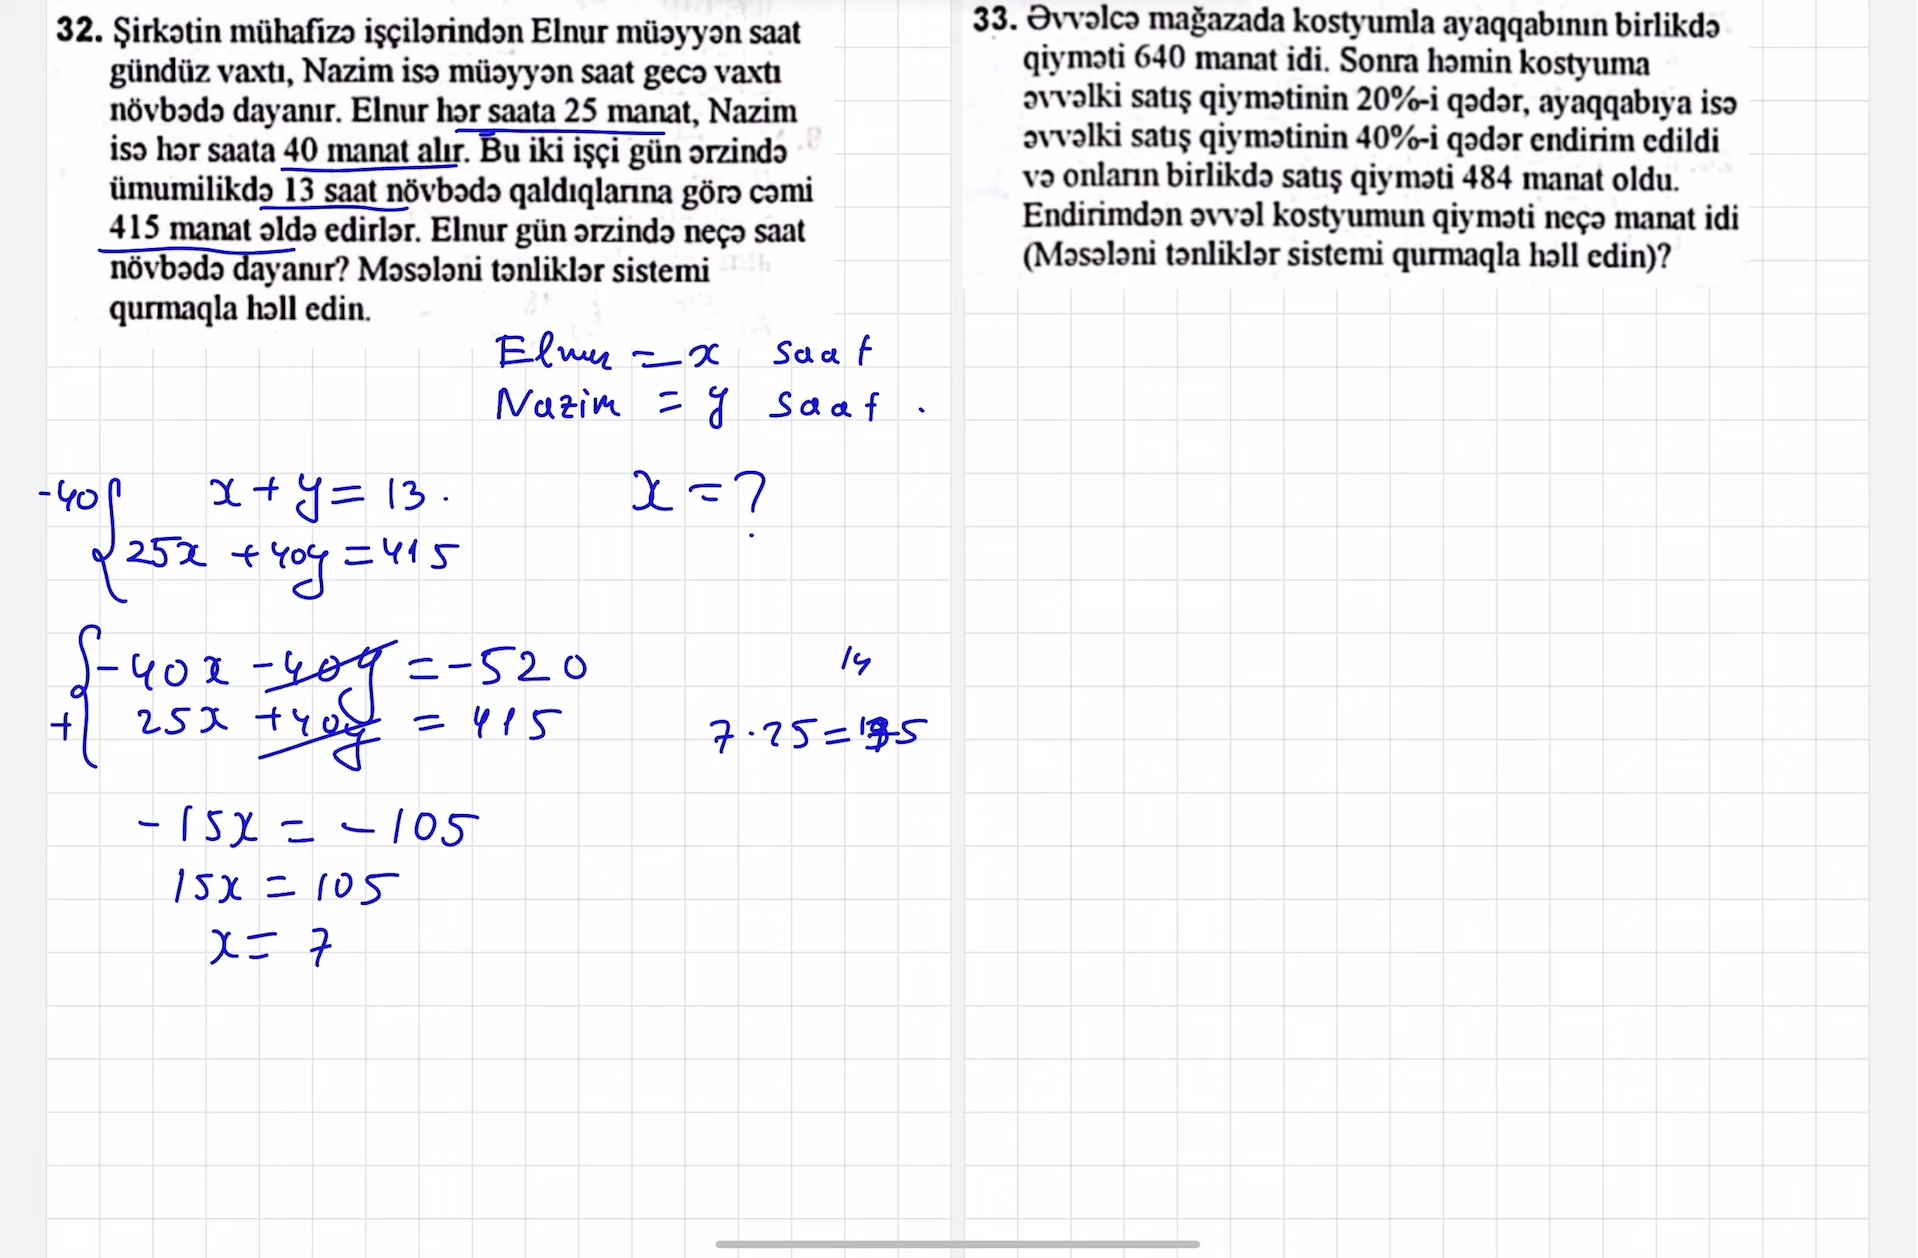 32. Şirkətin mühafizə işçilərindən Elnur müəyyən saat
gündüz vaxtı, Nazim isə müəyyən saat gecə vaxtı
növbədə dayanır. Elnur hər saata 25 manat, Nazim
isə hər saata 40 manat alır. Bu iki işçi gün ərzində
ümumilikdə 13 saat növbədə qaldıqlarına görə cəmi
415 manat əldə edirlər. Elnur gün ərzində neçə saat
növbədə dayanır? Məsələni tənliklər sistemi
qurmaqla həll edin.
Elnur = x saat
Nazim = y saat.
-40 x + y = 13.
25x + 40y = 415
x = ?
-40x - 40y = -520
+ 25x + 40y = 415
14
7 · 25 =
-15x = -105
15x = 105
x = 7
33. Əvvəlcə mağazada kostyumla ayaqqabının birlikdə
qiyməti 640 manat idi. Sonra həmin kostyuma
əvvəlki satış qiymətinin 20%-i qədər, ayaqqabıya isə
əvvəlki satış qiymətinin 40%-i qədər endirim edildi
və onların birlikdə satış qiyməti 484 manat oldu.
Endirimdən əvvəl kostyumun qiyməti neçə manat idi
(Məsələni tənliklər sistemi qurmaqla həll edin)?